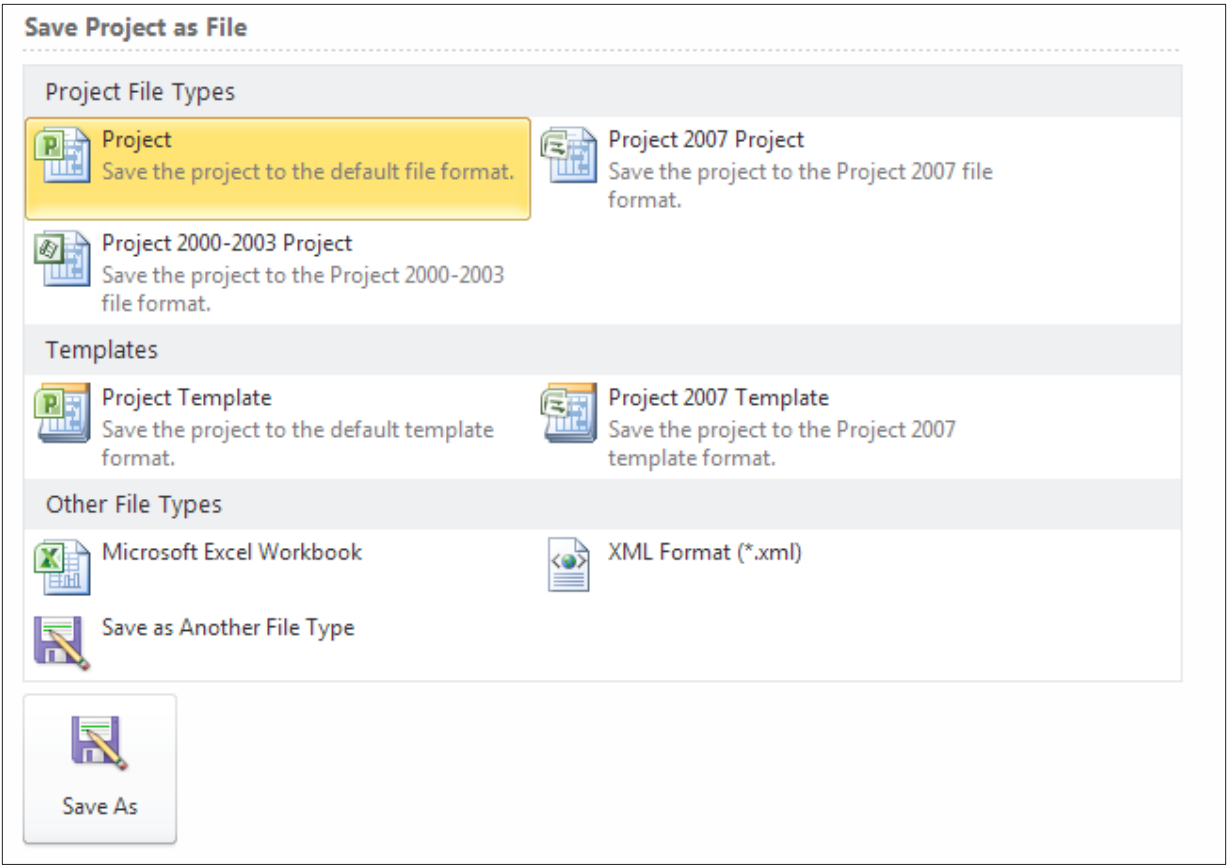 Save Project as File
Project File Types
Project
Save the project to the default file format.
Project 2007 Project
Save the project to the Project 2007 file
format.
Project 2000-2003 Project
Save the project to the Project 2000-2003
file format.
Templates
Project Template
Save the project to the default template
format.
Project 2007 Template
Save the project to the Project 2007
template format.
Other File Types
Microsoft Excel Workbook
XML Format (*.xml)
Save as Another File Type
Save As